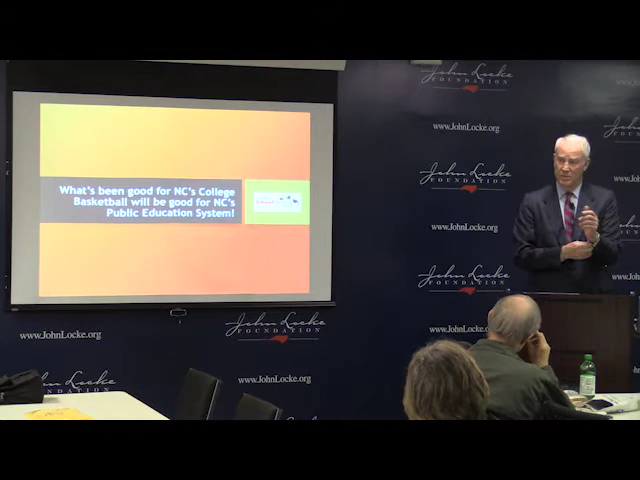 What's been good for NC's College
Basketball will be good for NC's
Public Education System!
John Locke
FOUNDATION
www.JohnLocke.org
John Locke
FOUNDATION
www.JohnLocke.org
John Locke
FOUNDATION
www.JohnLocke.org
www.JohnLocke.org
John Locke
FOUNDATION
www.JohnLocke.org
John Locke
FOUNDATION